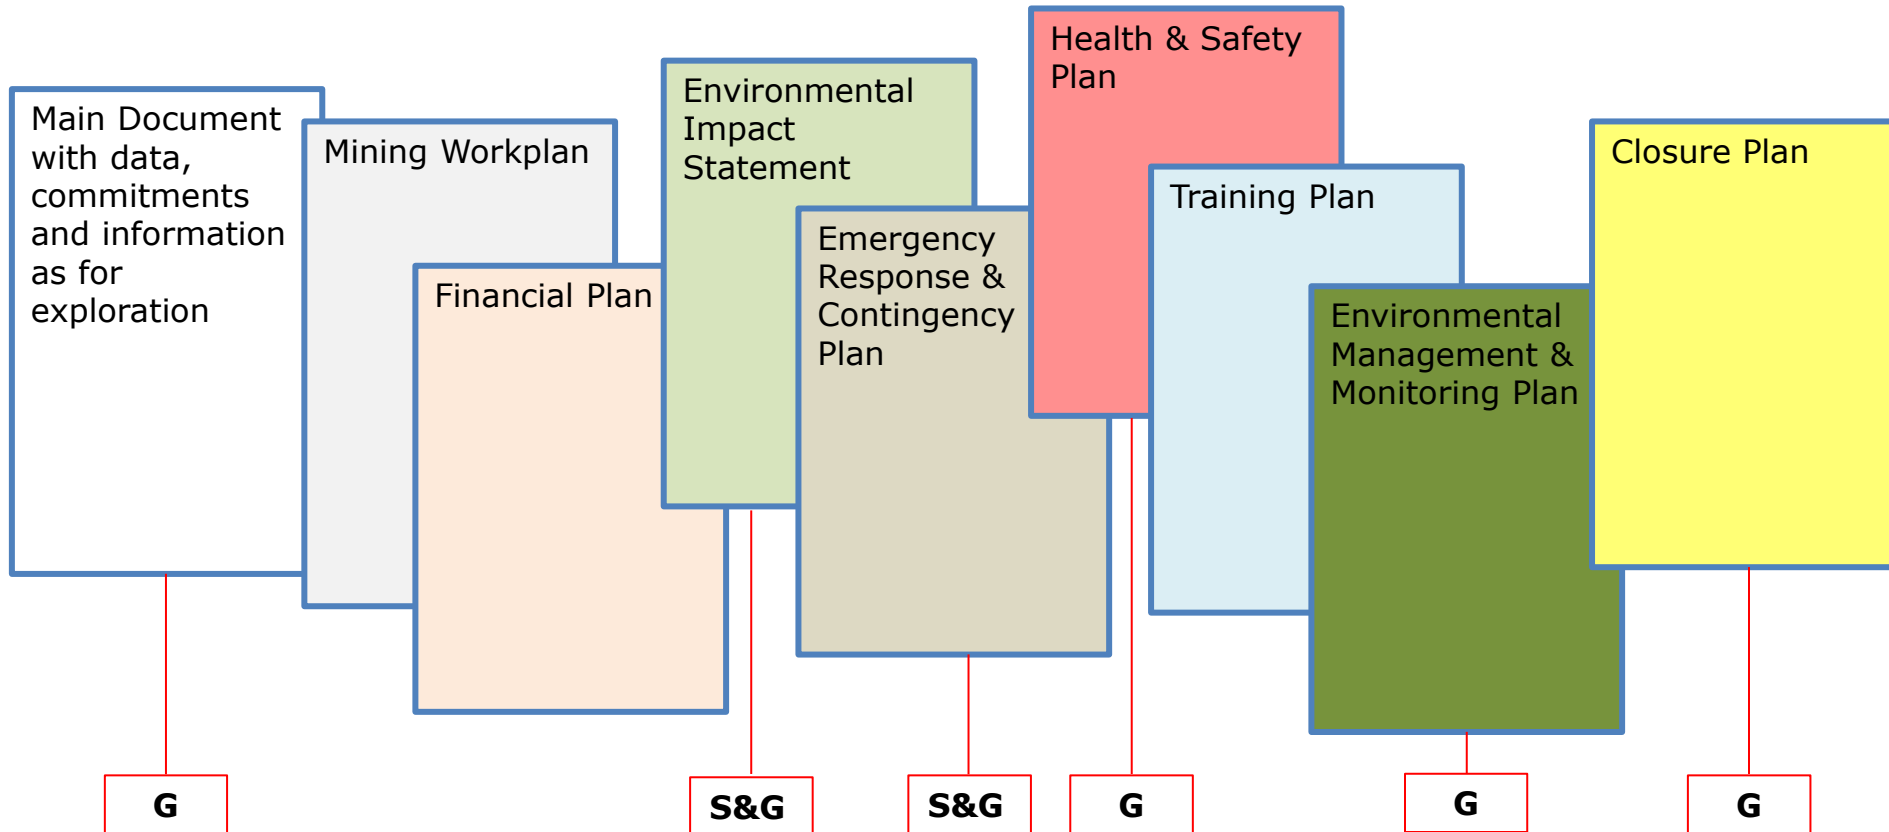 Main Document
with data,
commitments
and information
as for
exploration
Mining Workplan
Financial Plan
Environmental
Impact
Statement
Emergency
Response &
Contingency
Plan
Health & Safety
Plan
Training Plan
Environmental
Management &
Monitoring Plan
Closure Plan
G
S&G
S&G
G
G
G